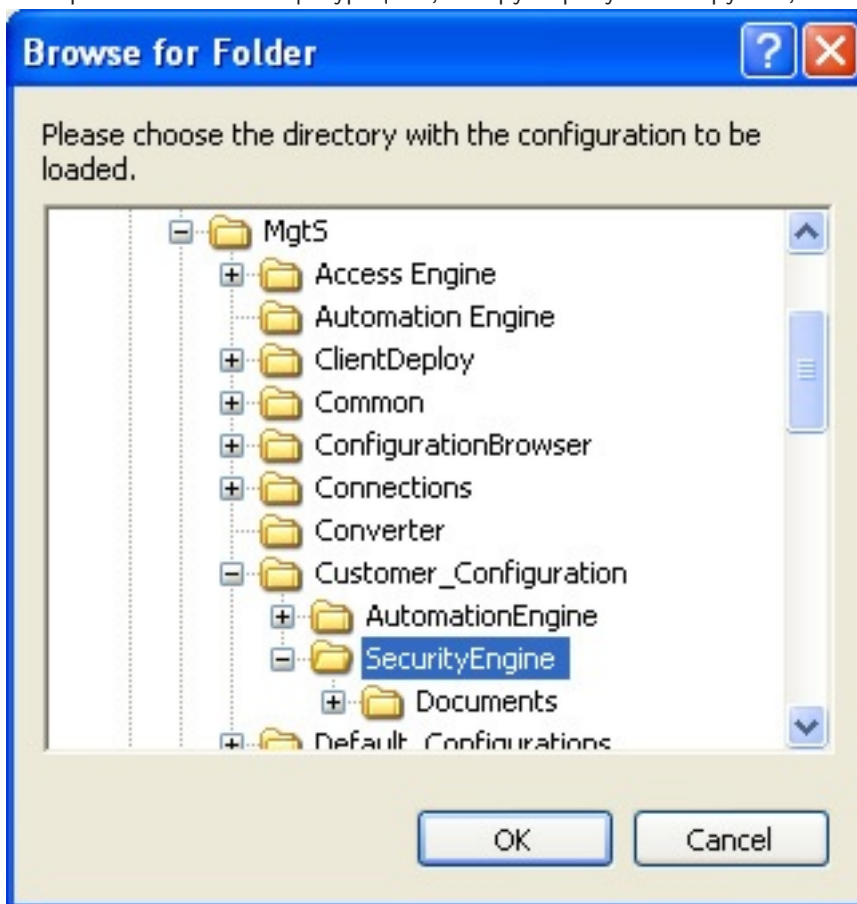 Browse for Folder
Please choose the directory with the configuration to be
loaded.
MgtS
Access Engine
Automation Engine
ClientDeploy
Common
ConfigurationBrowser
Connections
Converter
Customer_Configuration
AutomationEngine
SecurityEngine
Documents
Default_Configurations
OK
Cancel